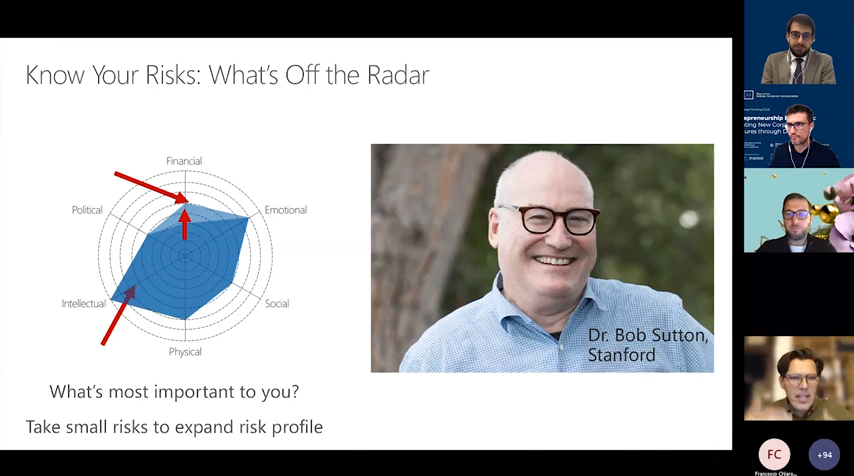 Know Your Risks: What's Off the Radar
Financial
Political
Emotional
Intellectual
Social
Physical
What's most important to you?
Take small risks to expand risk profile
Dr. Bob Sutton,
Stanford
FC
+94